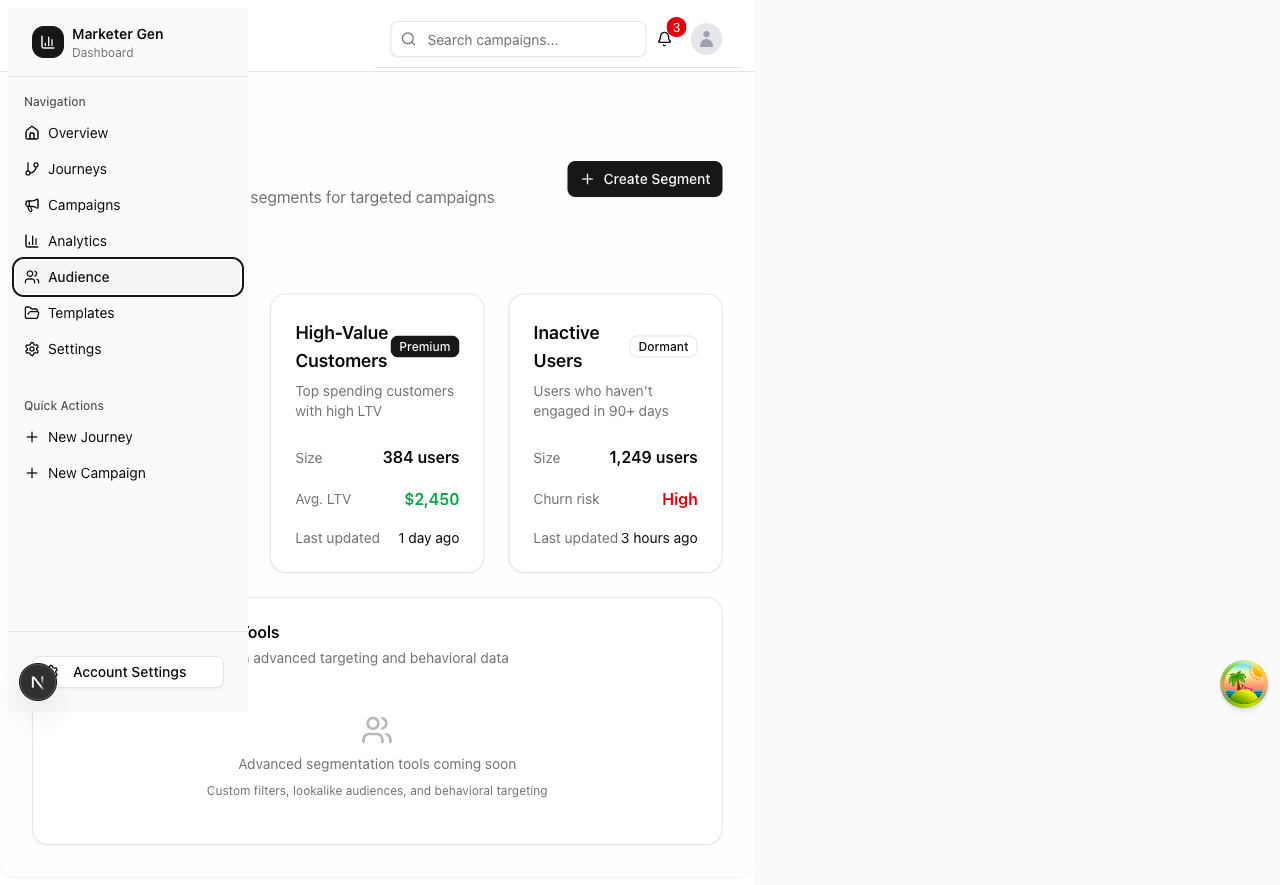 Marketer Gen
Dashboard
Search campaigns...
3
Navigation
Overview
Journeys
Campaigns
Analytics
Audience
Templates
Settings
Quick Actions
New Journey
New Campaign
Account Settings
N
segments for targeted campaigns
Create Segment
High-Value
Customers
Premium
Top spending customers
with high LTV
Size 384 users
Avg. LTV $2,450
Last updated 1 day ago
Inactive
Users
Dormant
Users who haven't
engaged in 90+ days
Size 1,249 users
Churn risk High
Last updated 3 hours ago
Tools
advanced targeting and behavioral data
Advanced segmentation tools coming soon
Custom filters, lookalike audiences, and behavioral targeting